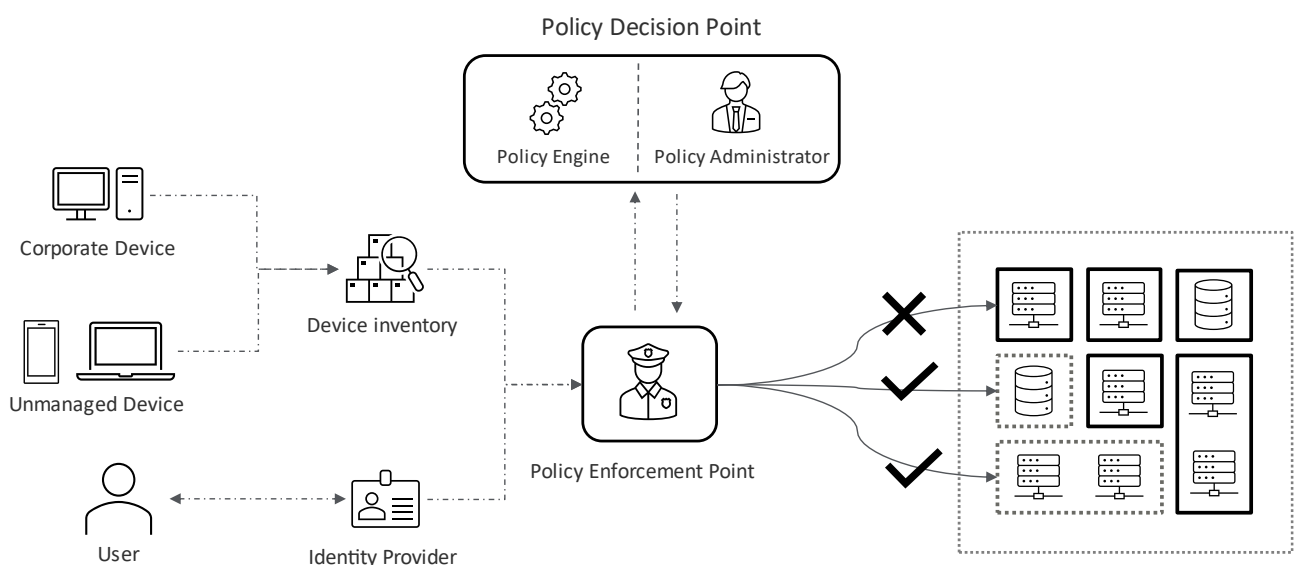 Policy Decision Point
Policy Engine
Policy Administrator
Corporate Device
Device inventory
Unmanaged Device
Policy Enforcement Point
User
Identity Provider